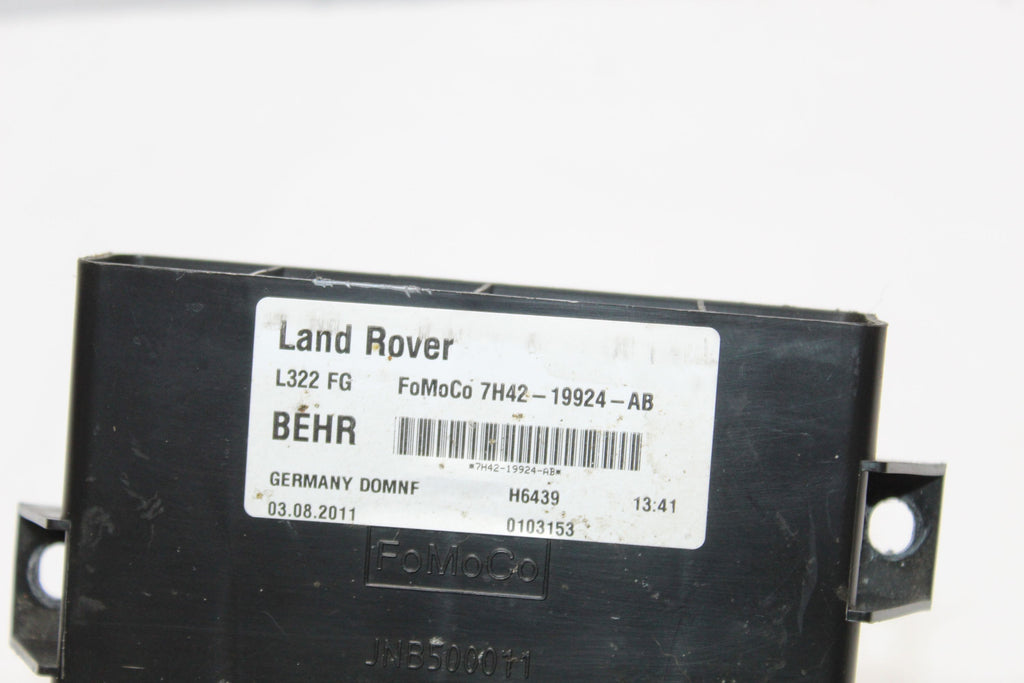 Land Rover
L322 FG FoMoCo 7H42-19924-AB
BEHR
*7H42-19924-AB*
GERMANY DOMNF H6439 13:41
03.08.2011 0103153
FoMoCo
JNB500011